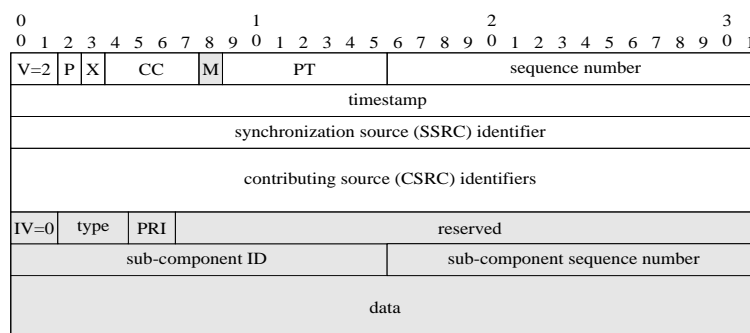 0 1 2 3
0 1 2 3 4 5 6 7 8 9 0 1 2 3 4 5 6 7 8 9 0 1 2 3 4 5 6 7 8 9 0 1
V=2 P X CC M PT sequence number
timestamp
synchronization source (SSRC) identifier
contributing source (CSRC) identifiers
IV=0 type PRI reserved
sub-component ID sub-component sequence number
data